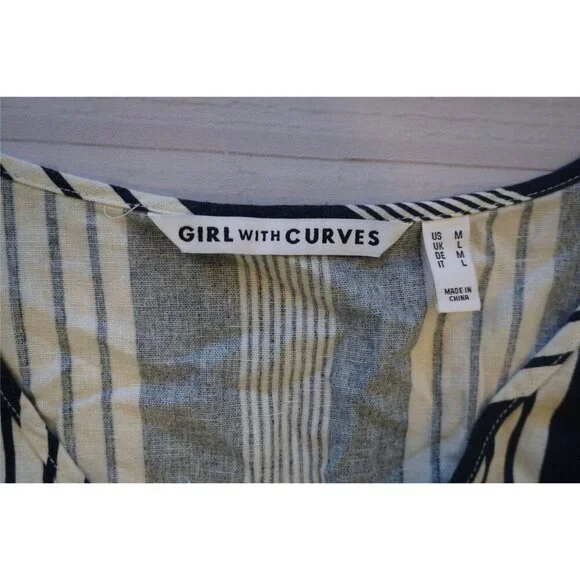 GIRL WITH CURVES
US M
UK L
DE M
IT L
MADE IN
CHINA